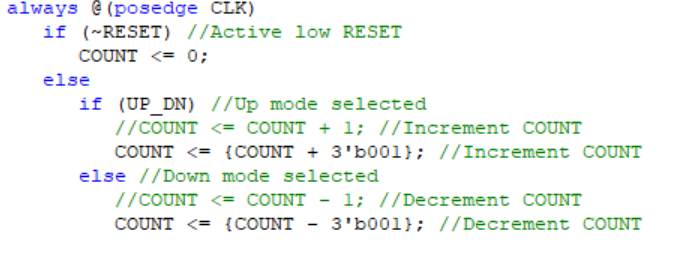 always @(posedge CLK)
if (~RESET) //Active low RESET
COUNT <= 0;
else
if (UP_DN) //Up mode selected
//COUNT <= COUNT + 1; //Increment COUNT
COUNT <= {COUNT + 3'b001}; //Increment COUNT
else //Down mode selected
//COUNT <= COUNT - 1; //Decrement COUNT
COUNT <= {COUNT - 3'b001}; //Decrement COUNT